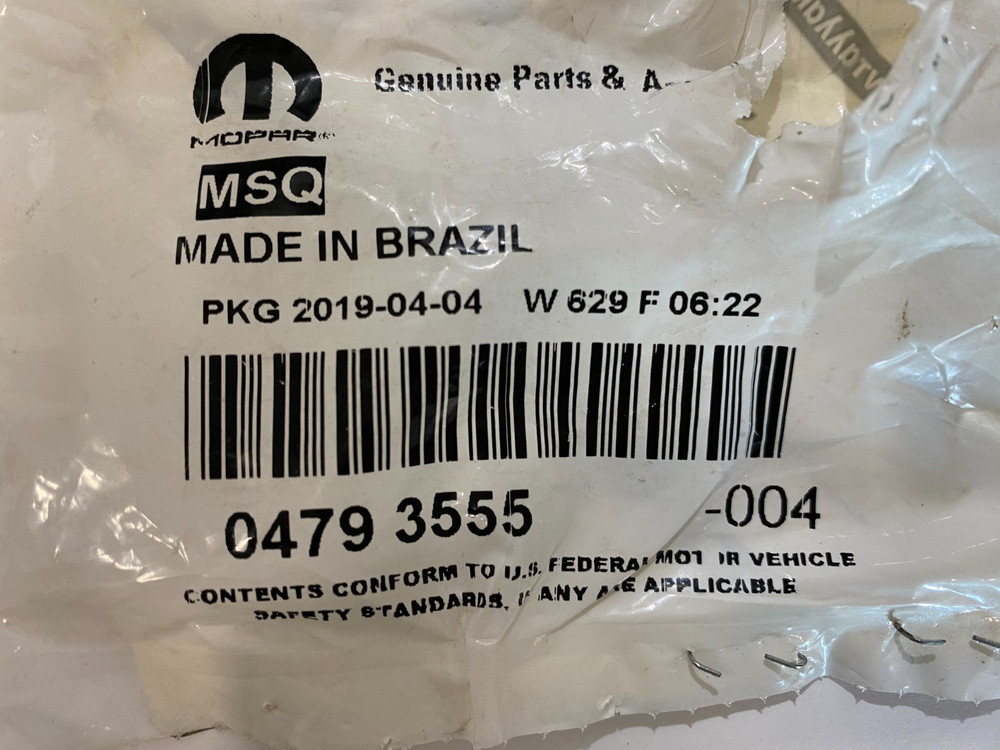 Genuine Parts & A
MOPAR®
MSQ
MADE IN BRAZIL
PKG 2019-04-04 W 629 F 06:22
0479 3555 -004
CONTENTS CONFORM TO U.S. FEDERAL MOTOR VEHICLE
SAFETY STANDARDS, IF ANY ARE APPLICABLE